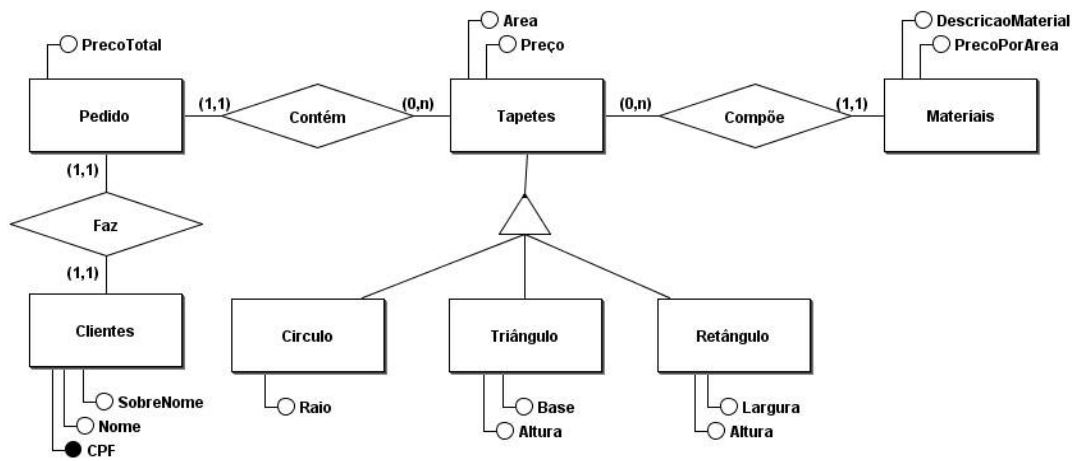 Area
DescricaoMaterial
PrecoTotal
Preço
PrecoPorArea
(1,1)
(0,n)
(0,n)
(1,1)
Pedido
Contém
Tapetes
Compõe
Materiais
(1,1)
Faz
(1,1)
Clientes
Circulo
Triângulo
Retângulo
SobreNome
Raio
Base
Largura
Nome
Altura
Altura
CPF